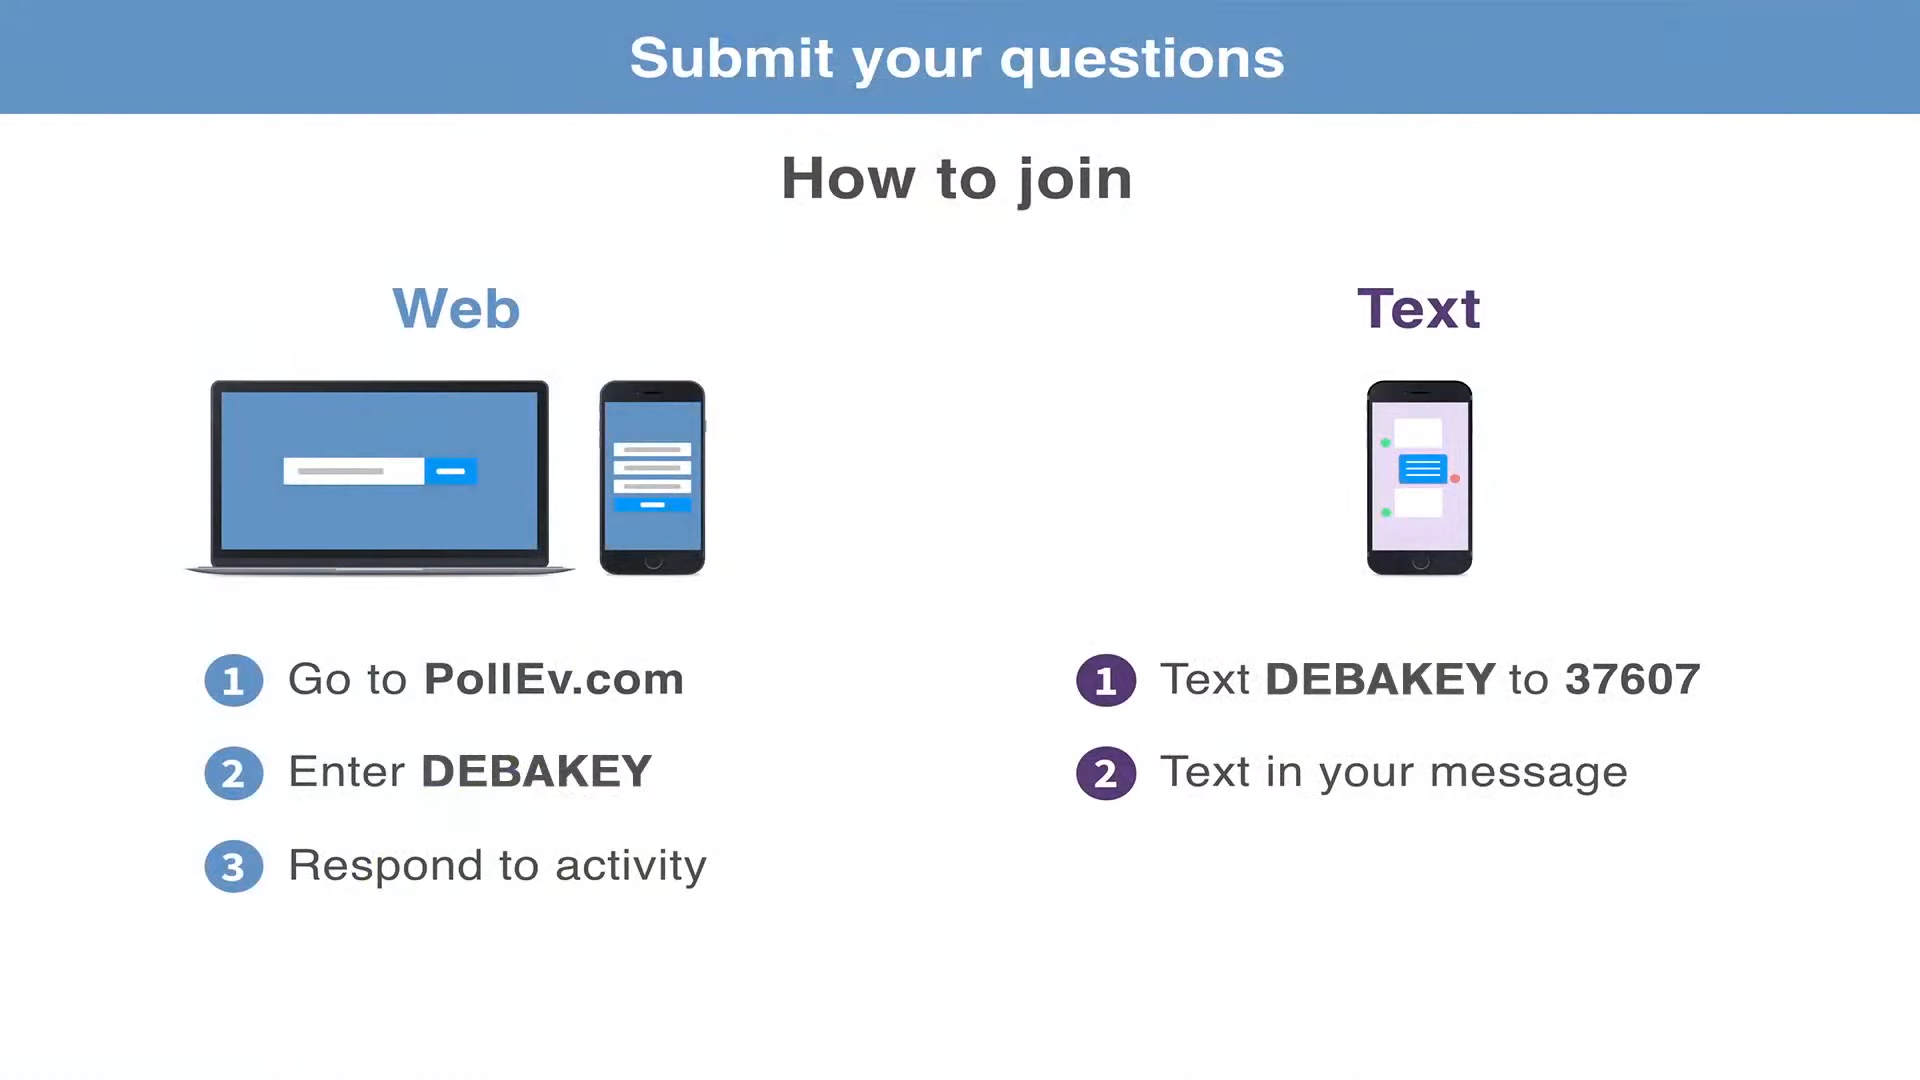 Submit your questions
How to join
Web
1 Go to PollEv.com
2 Enter DEBAKEY
3 Respond to activity
Text
1 Text DEBAKEY to 37607
2 Text in your message